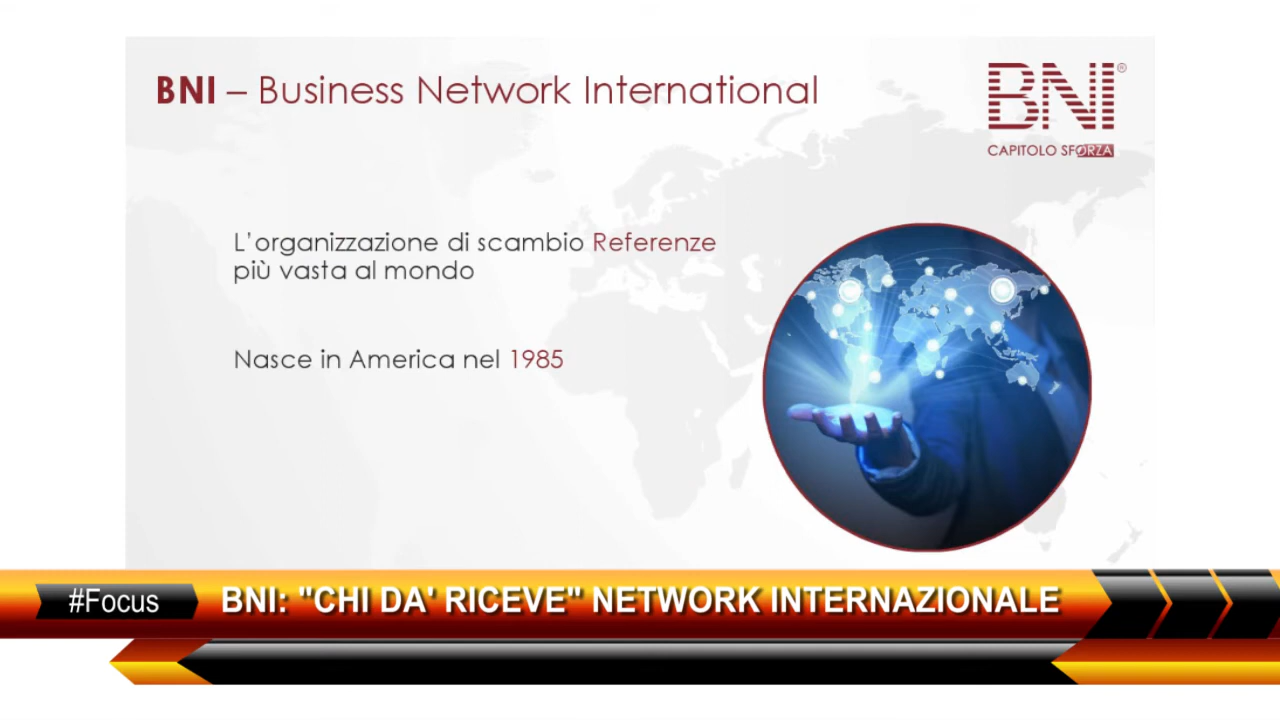 BNI – Business Network International
BNI®
CAPITOLO SFORZA
L'organizzazione di scambio Referenze
più vasta al mondo
Nasce in America nel 1985
#Focus
BNI: "CHI DA' RICEVE" NETWORK INTERNAZIONALE